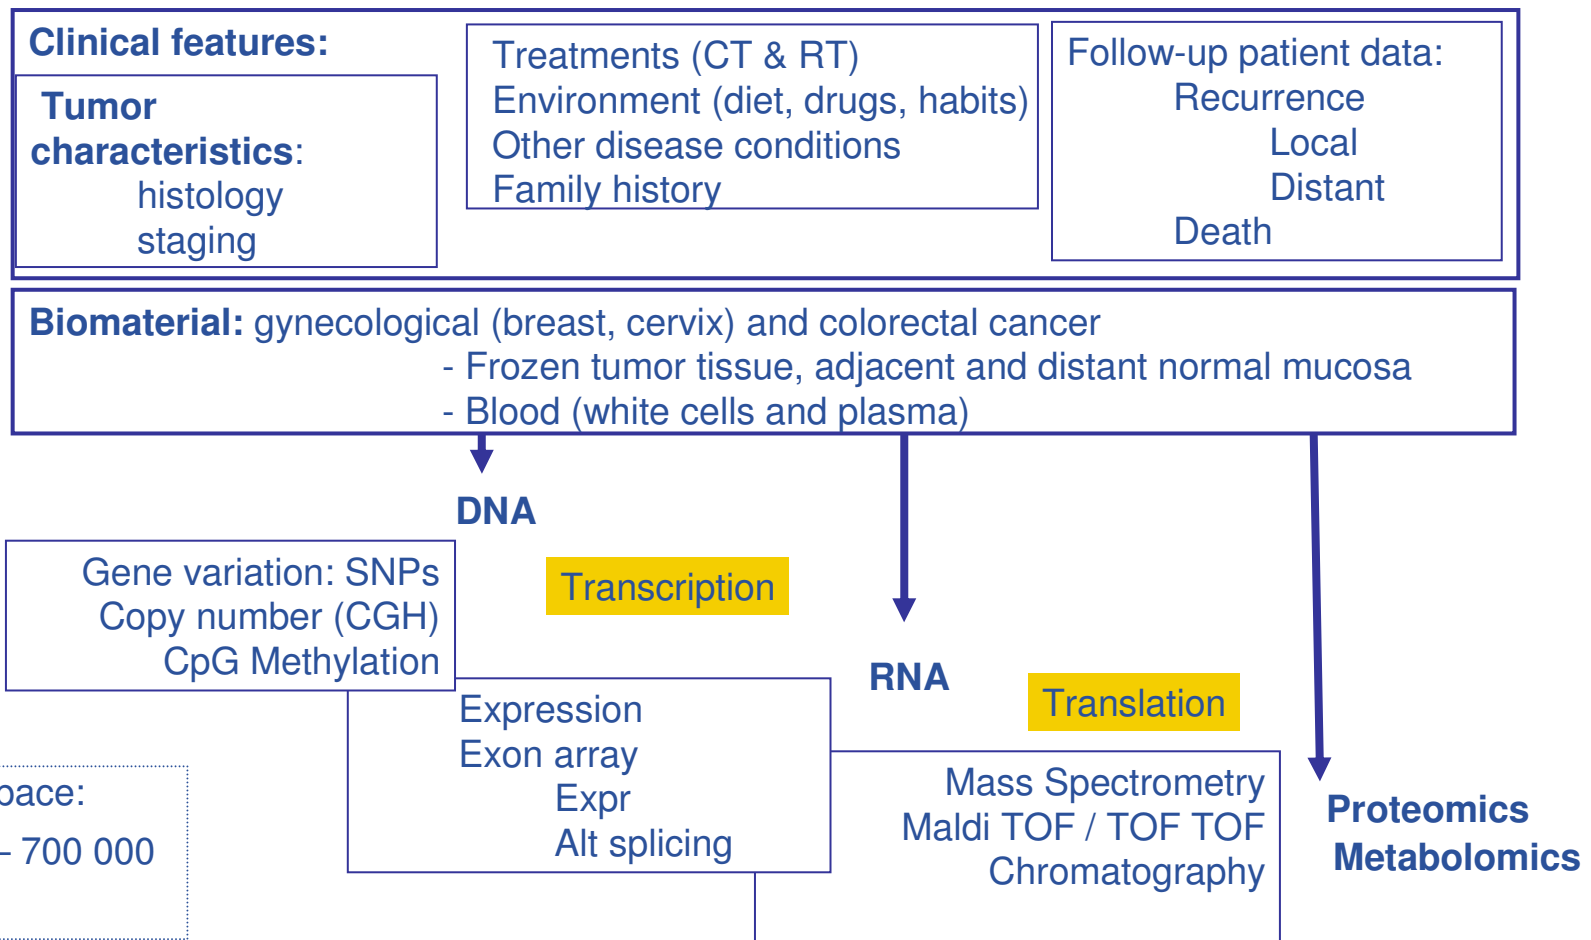 Clinical features:
Tumor
characteristics:
histology
staging
Treatments (CT & RT)
Environment (diet, drugs, habits)
Other disease conditions
Family history
Follow-up patient data:
Recurrence
Local
Distant
Death
Biomaterial: gynecological (breast, cervix) and colorectal cancer
- Frozen tumor tissue, adjacent and distant normal mucosa
- Blood (white cells and plasma)
DNA
Gene variation: SNPs
Copy number (CGH)
CpG Methylation
Transcription
RNA
Expression
Exon array
Expr
Alt splicing
Translation
Mass Spectrometry
Maldi TOF / TOF TOF
Chromatography
Proteomics
Metabolomics
pace:
– 700 000